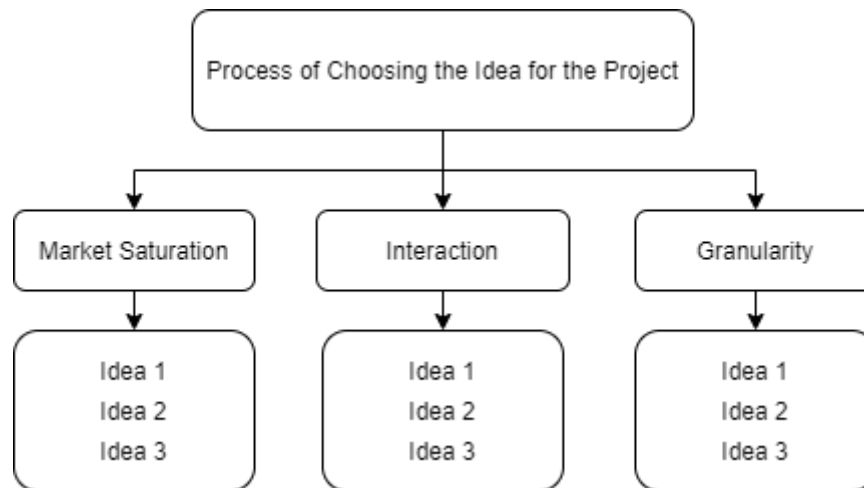 Process of Choosing the Idea for the Project
Market Saturation
Interaction
Granularity
Idea 1
Idea 2
Idea 3
Idea 1
Idea 2
Idea 3
Idea 1
Idea 2
Idea 3